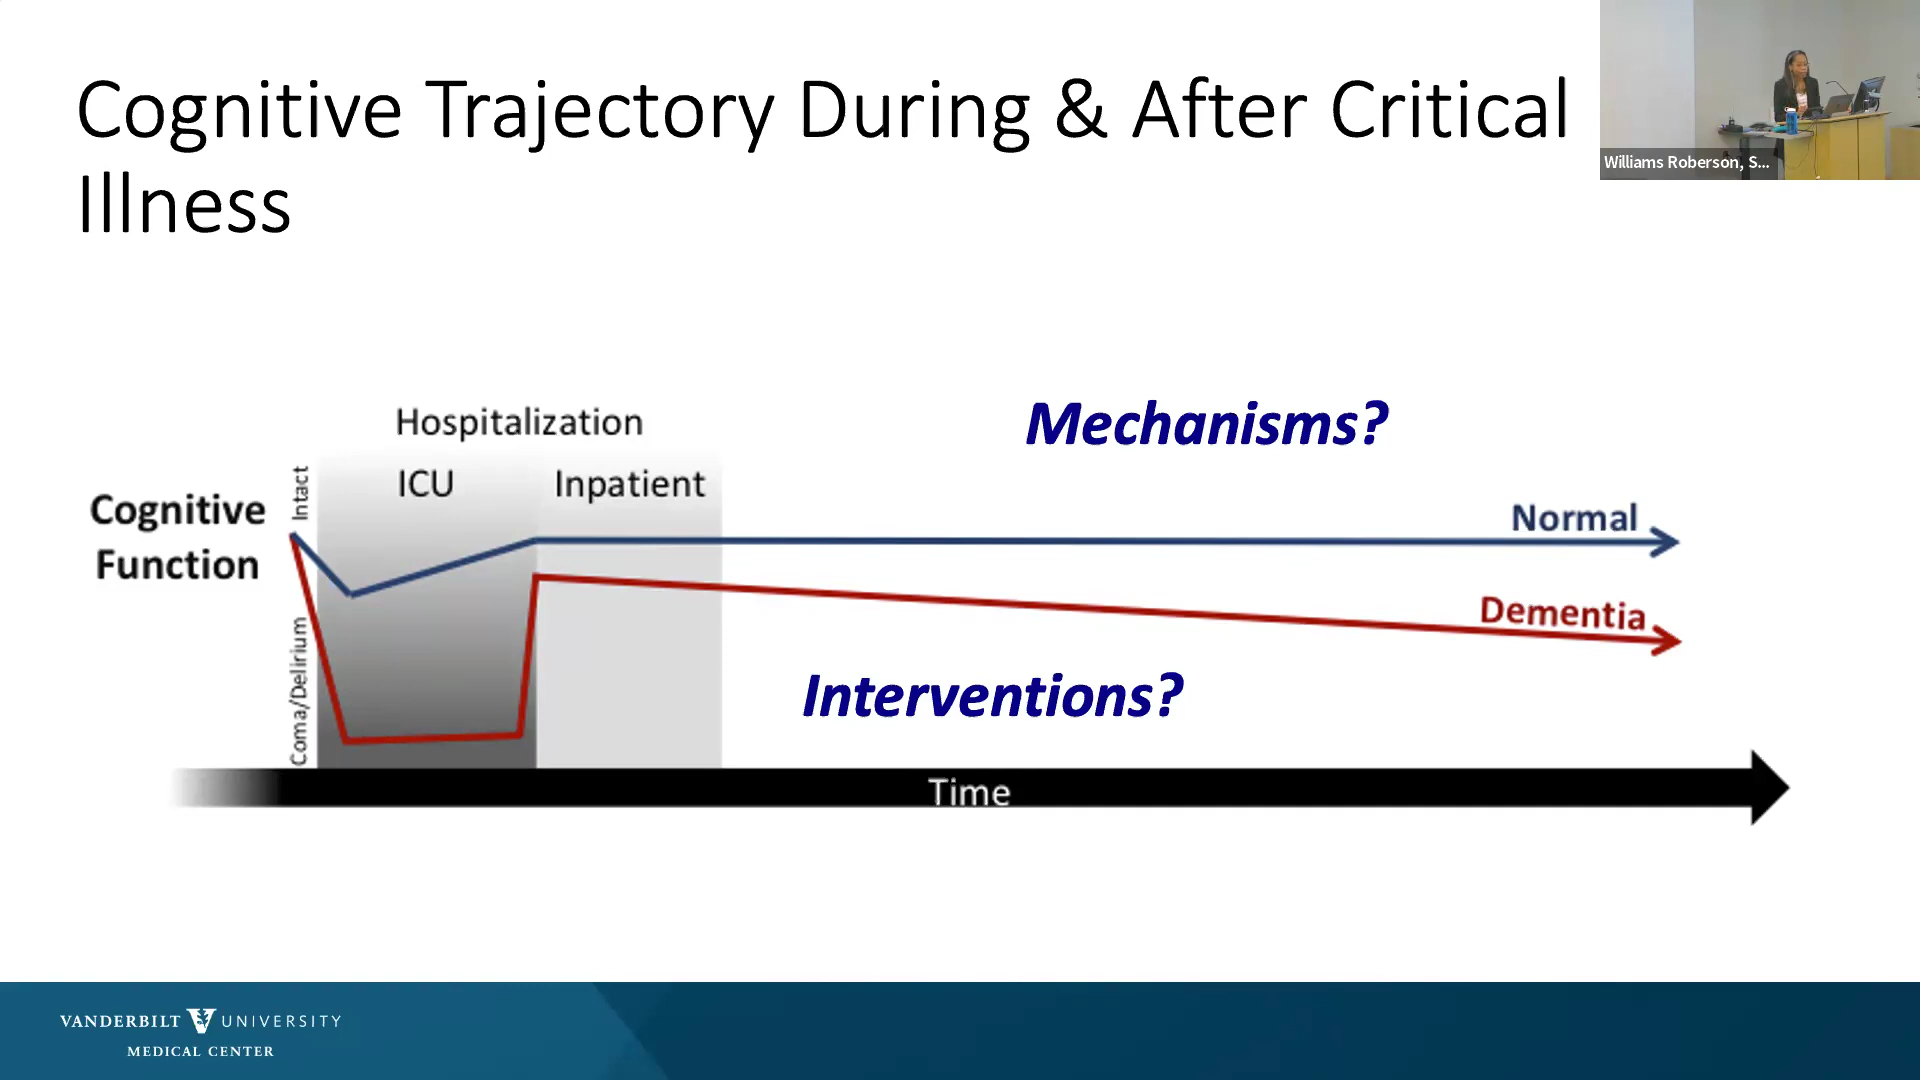 Cognitive Trajectory During & After Critical
Illness
Williams Roberson, S...
Hospitalization
ICU
Inpatient
Mechanisms?
Intact
Cognitive
Function
Coma/Delirium
Normal
Dementia
Interventions?
Time
VANDERBILT UNIVERSITY
MEDICAL CENTER